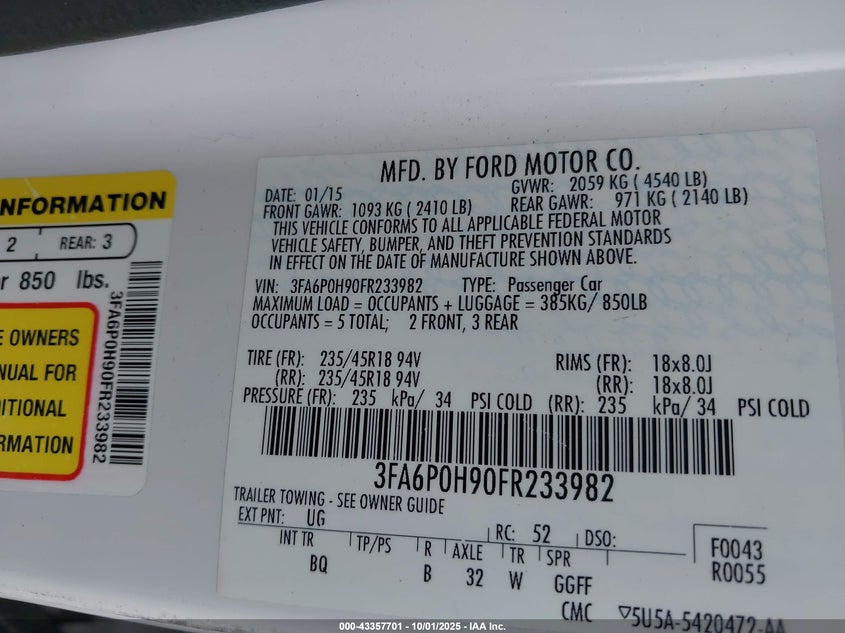 INFORMATION
2 REAR: 3
r 850 lbs.
E OWNERS
NUAL FOR
DITIONAL
RMATION
3FA6P0H90FR233982
MFD. BY FORD MOTOR CO.
DATE: 01/15 GVWR: 2059 KG ( 4540 LB)
FRONT GAWR: 1093 KG ( 2410 LB) REAR GAWR: 971 KG ( 2140 LB)
THIS VEHICLE CONFORMS TO ALL APPLICABLE FEDERAL MOTOR
VEHICLE SAFETY, BUMPER, AND THEFT PREVENTION STANDARDS
IN EFFECT ON THE DATE OF MANUFACTURE SHOWN ABOVE.
VIN: 3FA6P0H90FR233982 TYPE: Passenger Car
MAXIMUM LOAD = OCCUPANTS + LUGGAGE = 385KG/ 850LB
OCCUPANTS = 5 TOTAL; 2 FRONT, 3 REAR
TIRE (FR): 235/45R18 94V RIMS (FR): 18x8.0J
(RR): 235/45R18 94V (RR): 18x8.0J
PRESSURE (FR): 235 kPa/ 34 PSI COLD (RR): 235 kPa/ 34 PSI COLD
3FA6P0H90FR233982
TRAILER TOWING - SEE OWNER GUIDE
EXT PNT: UG RC: 52 DSO: F0043
INT TR TP/PS R AXLE TR SPR R0055
BQ B 32 W GGFF
CMC ▽5U5A-5420472-AA
000-43357701 - 10/01/2025 - IAA Inc.